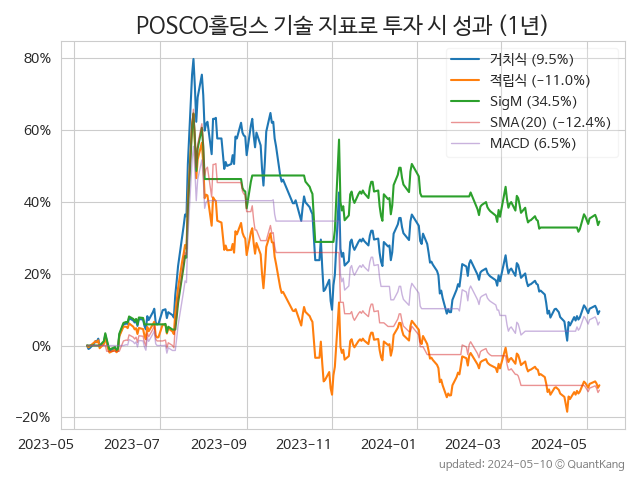 POSCO홀딩스 기술 지표로 투자 시 성과 (1년)
80%
60%
40%
20%
0%
−20%
거치식 (9.5%)
적립식 (−11.0%)
SigM (34.5%)
SMA(20) (−12.4%)
MACD (6.5%)
2023-05 2023-07 2023-09 2023-11 2024-01 2024-03 2024-05
updated: 2024-05-10 © QuantKang